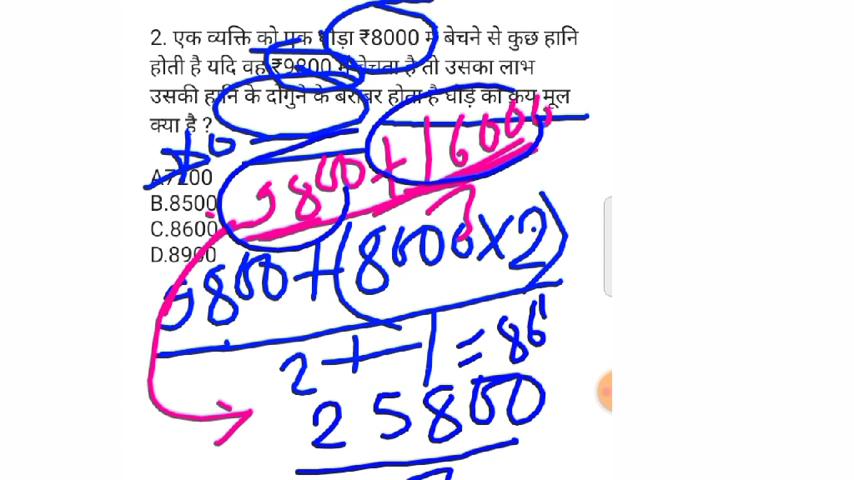 2. एक व्यक्ति को एक घोड़ा ₹8000 में बेचने से कुछ हानि
होती है यदि वह ₹9800 में बेचता है तो उसका लाभ
उसकी हानि के दोगुने के बराबर होता है घोड़े का क्रय मूल
क्या है ?
A.7200
B.8500
C.8600
D.8900
9800+16000
9800+(8000×2)
2+1=86
25800